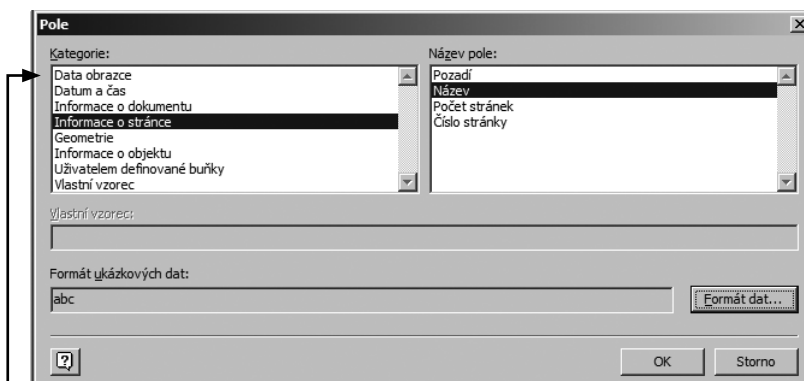 Pole
Kategorie:
Data obrazce
Datum a čas
Informace o dokumentu
Informace o stránce
Geometrie
Informace o objektu
Uživatelem definované buňky
Vlastní vzorec
Název pole:
Pozadí
Název
Počet stránek
Číslo stránky
Vlastní vzorec:
Formát ukázkových dat:
abc
Formát dat...
OK
Storno